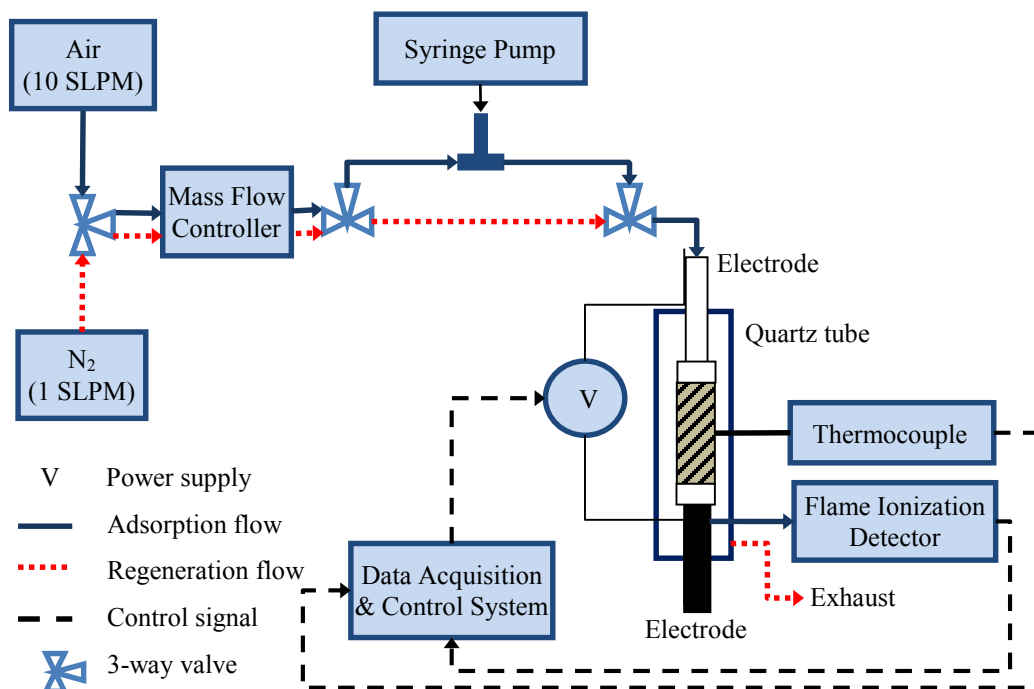 Air
(10 SLPM)
Syringe Pump
Mass Flow
Controller
Electrode
Quartz tube
N₂
(1 SLPM)
V
Thermocouple
V Power supply
Adsorption flow
Flame Ionization
Detector
Regeneration flow
Data Acquisition
& Control System
Exhaust
Control signal
Electrode
3-way valve